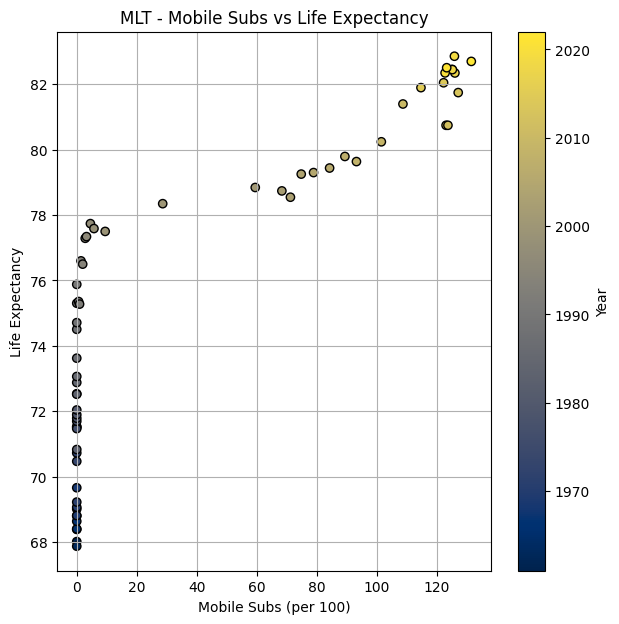 MLT - Mobile Subs vs Life Expectancy
Life Expectancy
82
80
78
76
74
72
70
68
0 20 40 60 80 100 120
Mobile Subs (per 100)
2020
2010
2000
1990
1980
1970
Year